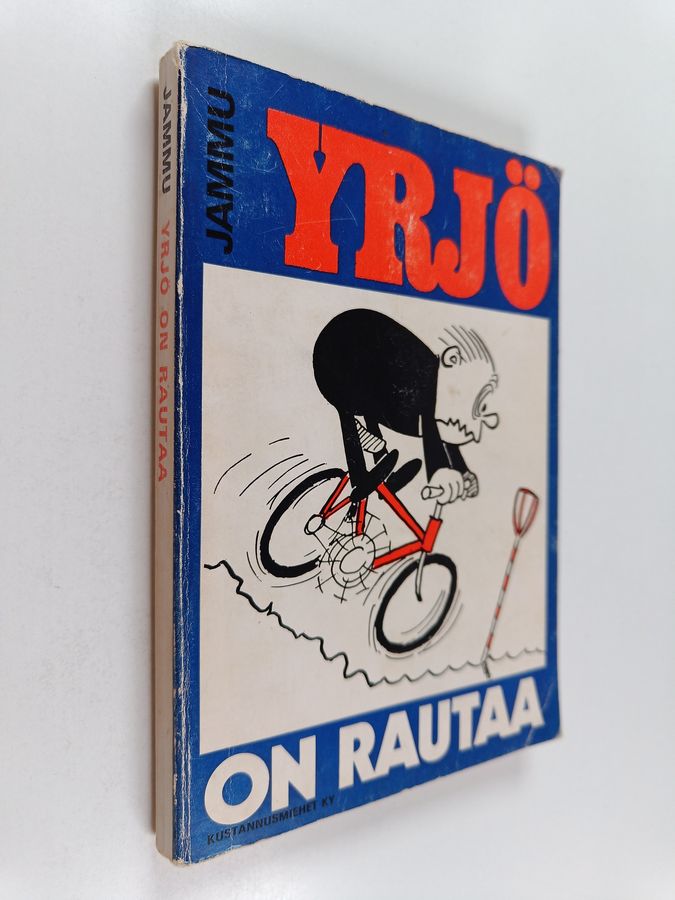 JAMMU YRJÖ ON RAUTAA
JAMMU
YRJÖ
ON RAUTAA
KUSTANNUSMIEHET KY